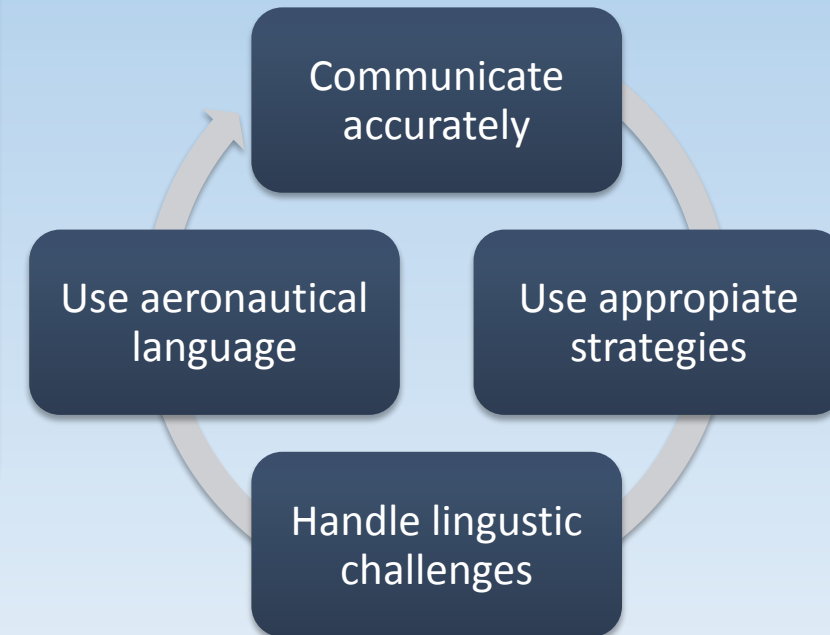 Communicate
accurately
Use appropiate
strategies
Handle lingustic
challenges
Use aeronautical
language